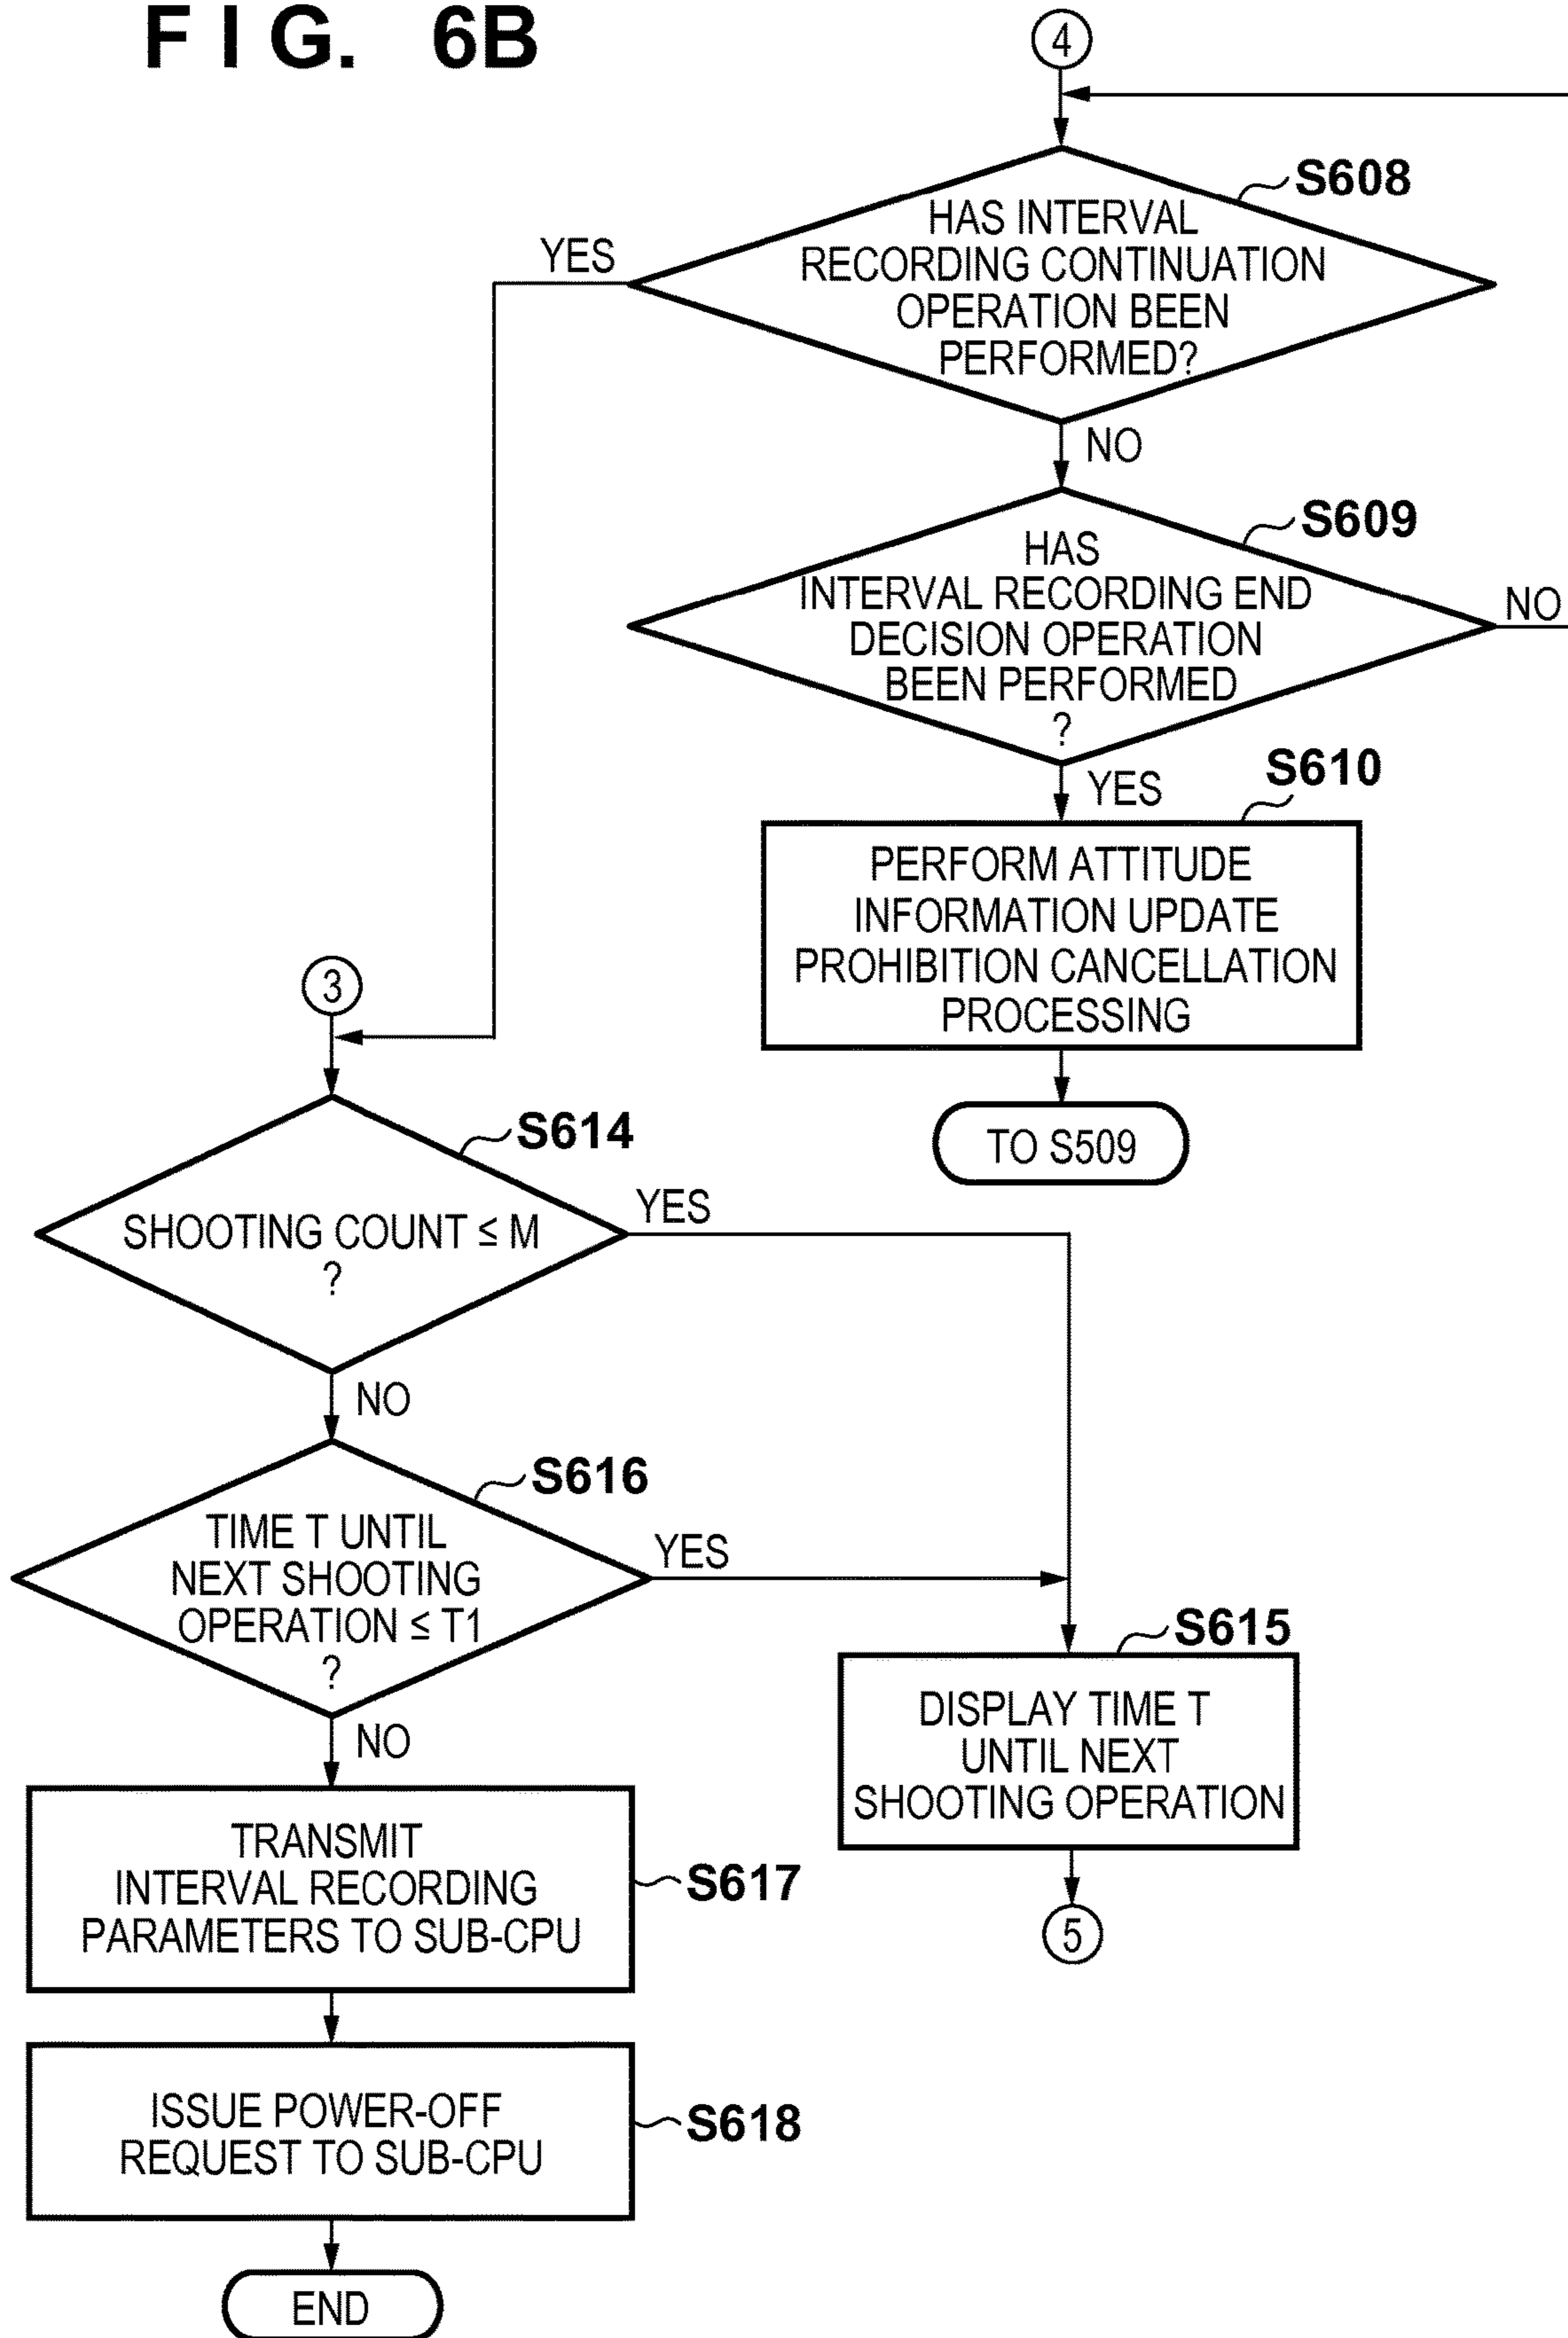 FIG. 6B
4
S608
HAS INTERVAL
RECORDING CONTINUATION
OPERATION BEEN
PERFORMED?
YES
NO
S609
HAS
INTERVAL RECORDING END
DECISION OPERATION
BEEN PERFORMED
?
NO
YES
S610
PERFORM ATTITUDE
INFORMATION UPDATE
PROHIBITION CANCELLATION
PROCESSING
TO S509
3
S614
SHOOTING COUNT ≤ M
?
YES
NO
S616
TIME T UNTIL
NEXT SHOOTING
OPERATION ≤ T1
?
YES
NO
S615
DISPLAY TIME T
UNTIL NEXT
SHOOTING OPERATION
5
TRANSMIT
INTERVAL RECORDING
PARAMETERS TO SUB-CPU
S617
ISSUE POWER-OFF
REQUEST TO SUB-CPU
S618
END